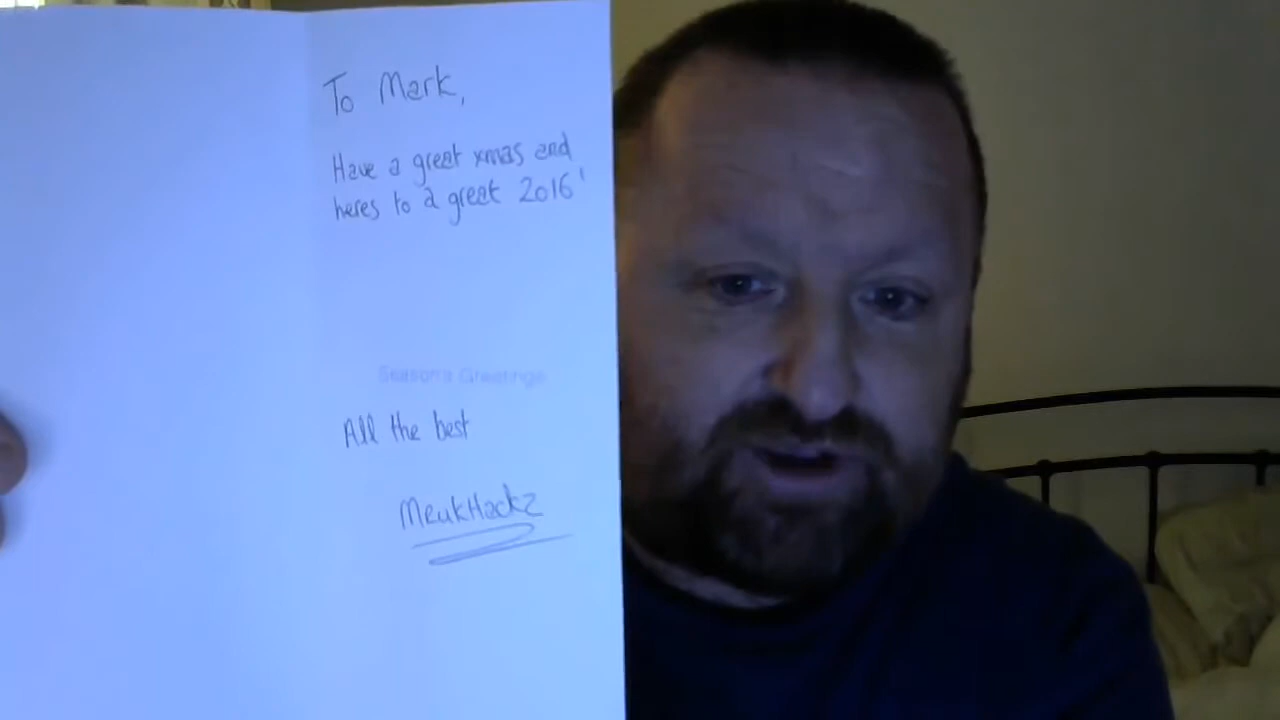 To Mark,
Have a great xmas and
heres to a great 2016'
Season's Greetings
All the best
MeukHackz